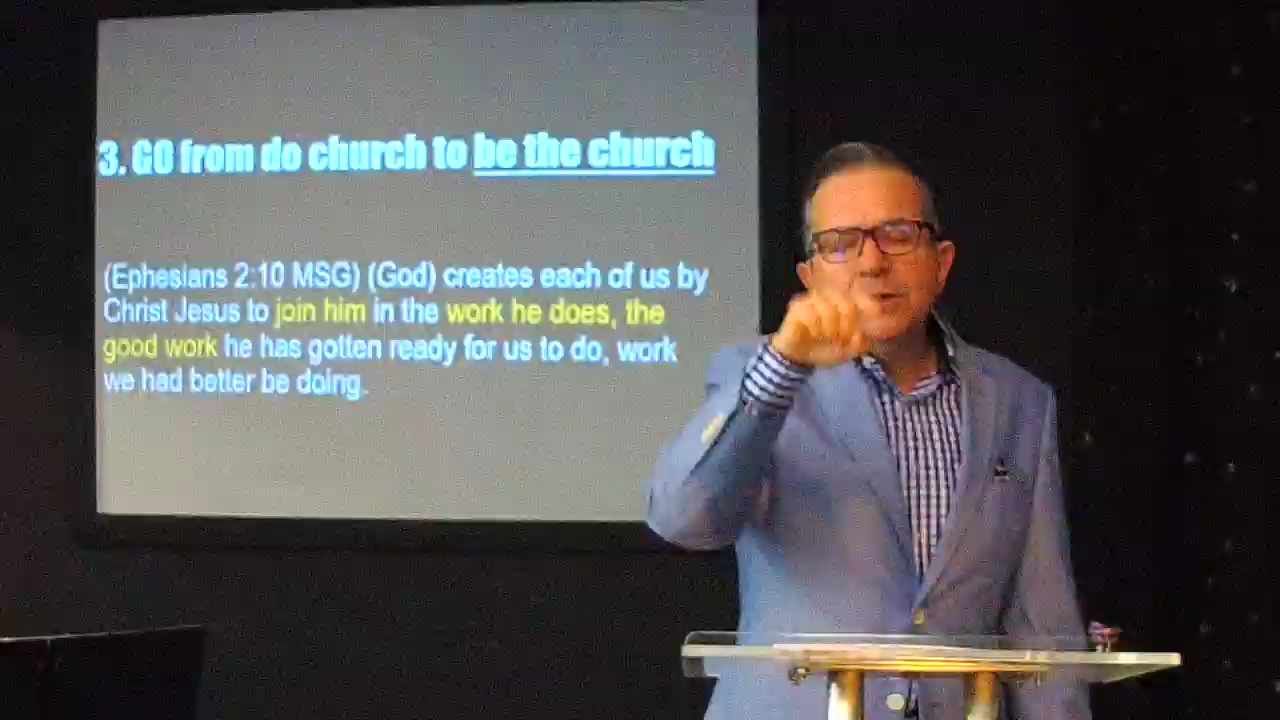 3. GO from do church to be the church
(Ephesians 2:10 MSG) (God) creates each of us by
Christ Jesus to join him in the work he does, the
good work he has gotten ready for us to do, work
we had better be doing.